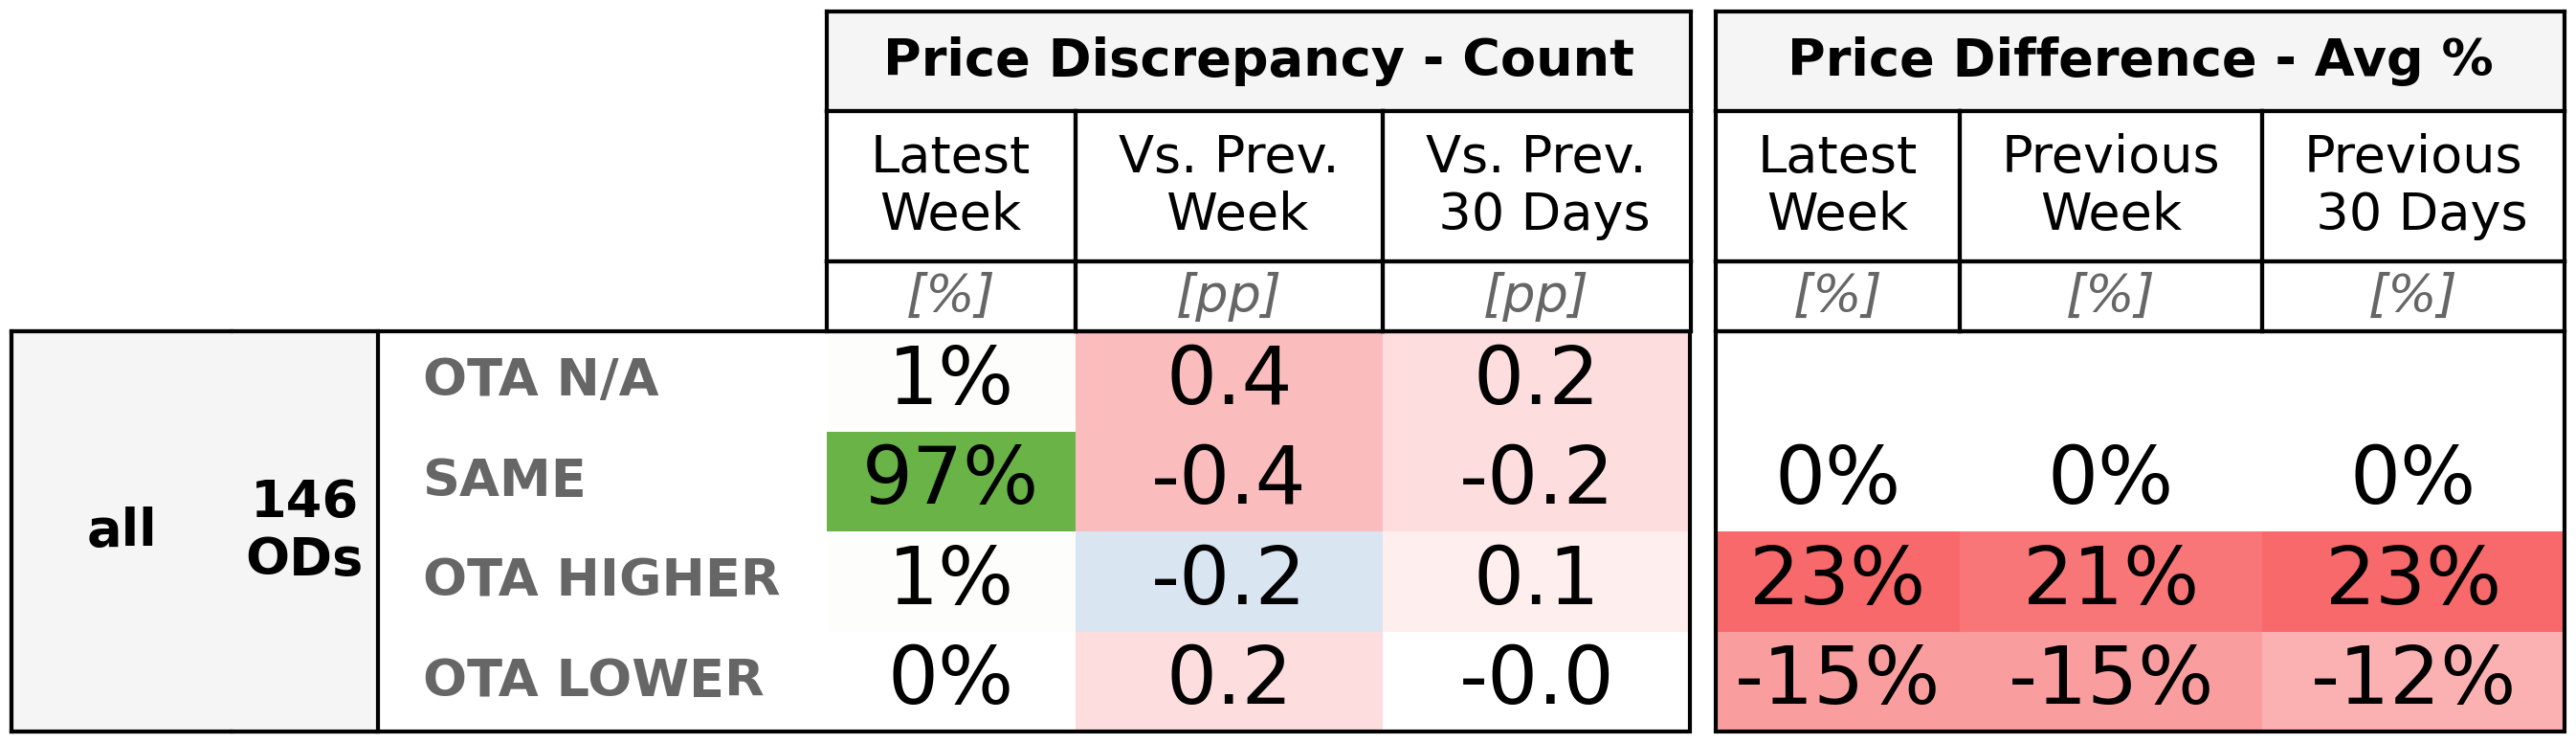 Price Discrepancy - Count
Price Difference - Avg %
Latest Week
Vs. Prev. Week
Vs. Prev. 30 Days
Latest Week
Previous Week
Previous 30 Days
[%] [pp] [pp] [%] [%] [%]
all
146 ODs
OTA N/A 1% 0.4 0.2
SAME 97% -0.4 -0.2 0% 0% 0%
OTA HIGHER 1% -0.2 0.1 23% 21% 23%
OTA LOWER 0% 0.2 -0.0 -15% -15% -12%